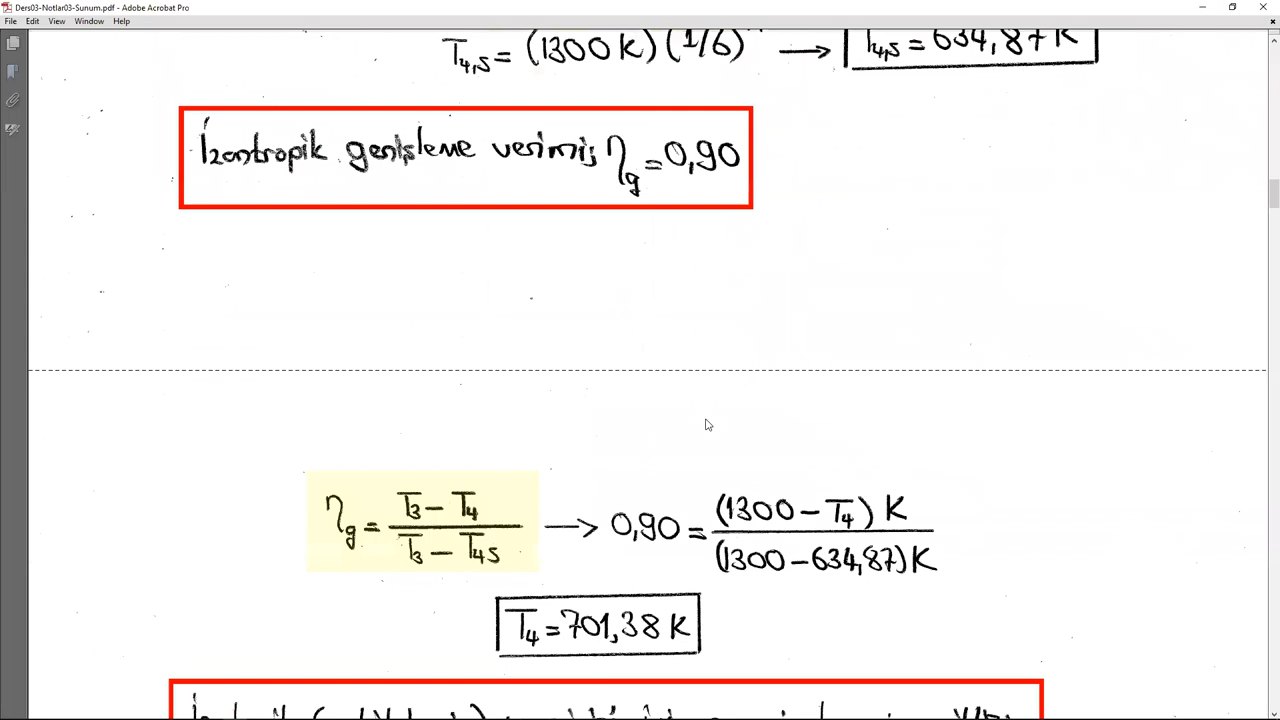 Ders03-Notlar03-Sunum.pdf - Adobe Acrobat Pro
File Edit View Window Help
T4,s = (1300 K) (1/6) → T4,s = 634,87 K
İzentropik genişleme verimi; ηg = 0,90
ηg = (T3 − T4) / (T3 − T4s) → 0,90 = (1300 − T4) K / (1300 − 634,87) K
T4 = 701,38 K